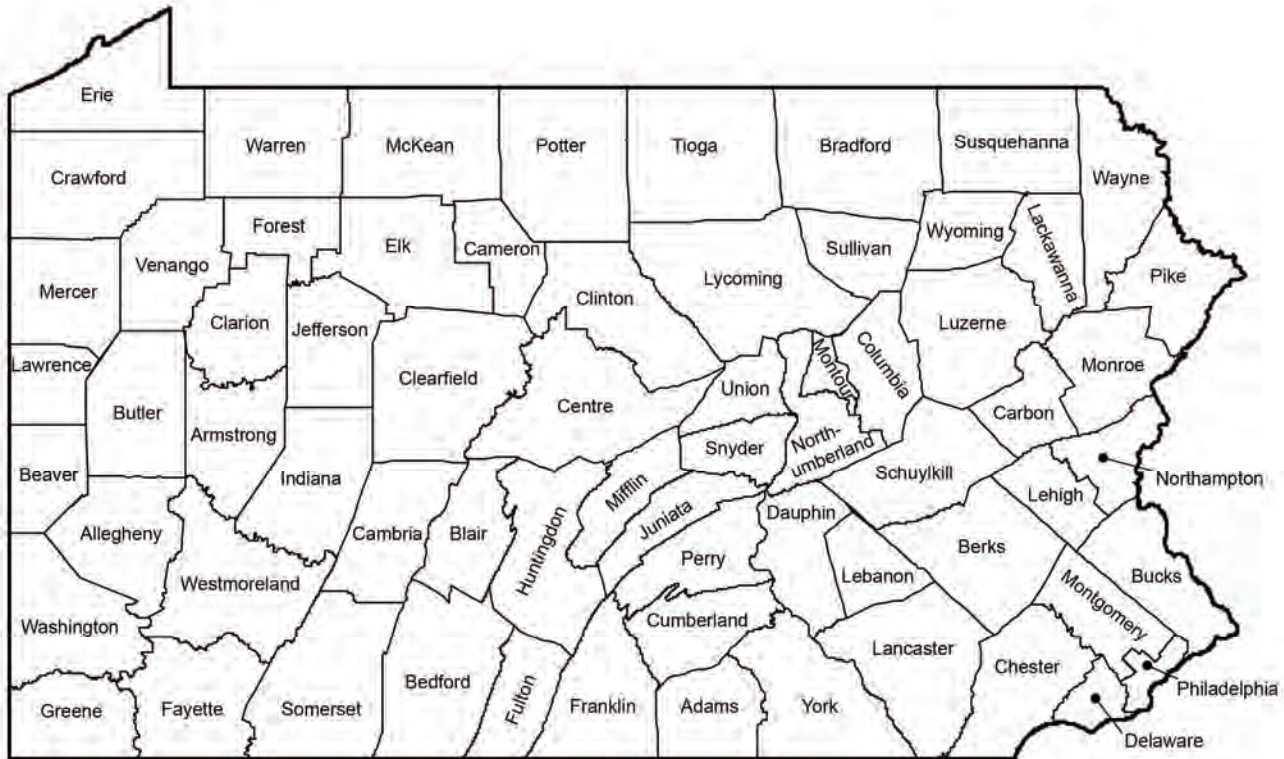 Erie
Warren
McKean
Potter
Tioga
Bradford
Susquehanna
Wayne
Crawford
Forest
Elk
Cameron
Sullivan
Wyoming
Lackawanna
Venango
Mercer
Clarion
Jefferson
Clinton
Lycoming
Luzerne
Pike
Lawrence
Butler
Armstrong
Clearfield
Centre
Union
Montour
Columbia
Monroe
Carbon
Beaver
Indiana
Snyder
North-
umberland
Schuylkill
Northampton
Lehigh
Allegheny
Cambria
Blair
Huntingdon
Mifflin
Juniata
Dauphin
Perry
Lebanon
Berks
Bucks
Westmoreland
Washington
Cumberland
Montgomery
Lancaster
Chester
Philadelphia
Greene
Fayette
Somerset
Bedford
Fulton
Franklin
Adams
York
Delaware